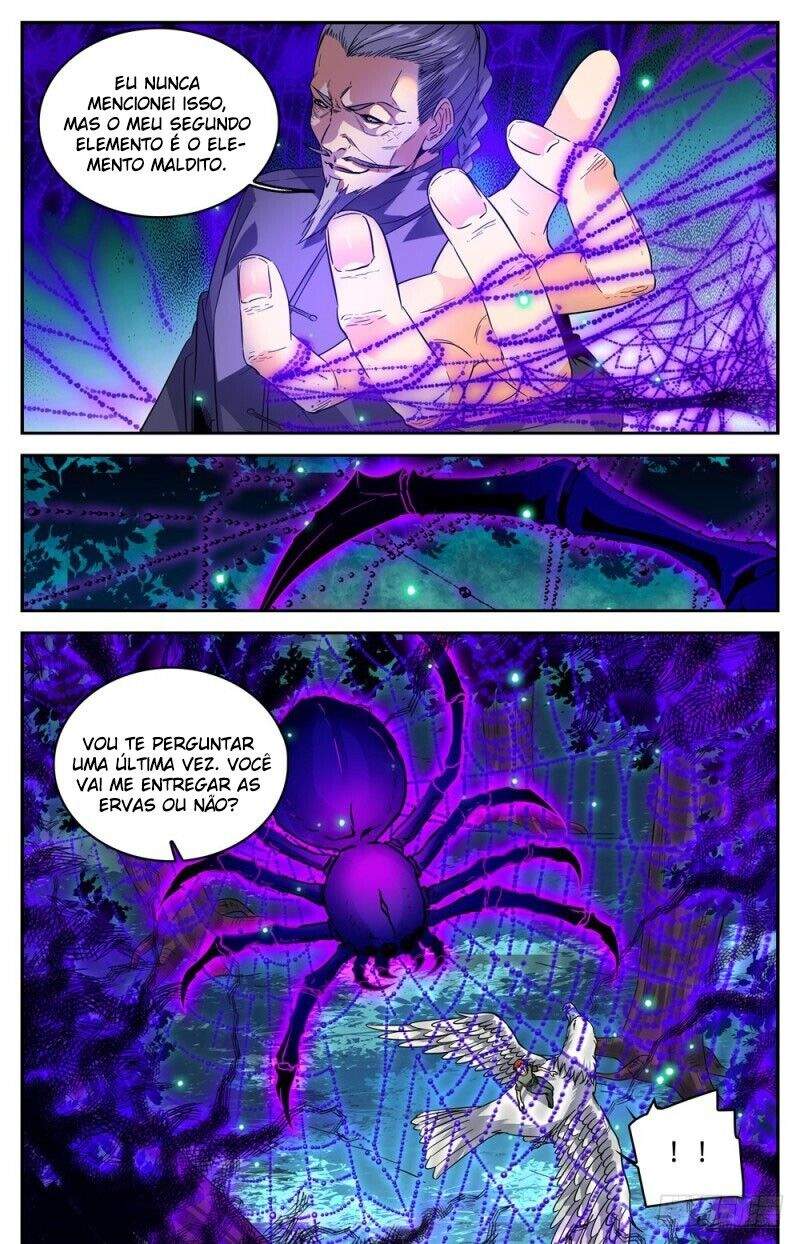 EU NUNCA
MENCIONEI ISSO,
MAS O MEU SEGUNDO
ELEMENTO É O ELE-
MENTO MALDITO.
VOU TE PERGUNTAR
UMA ÚLTIMA VEZ. VOCÊ
VAI ME ENTREGAR AS
ERVAS OU NÃO?
! !